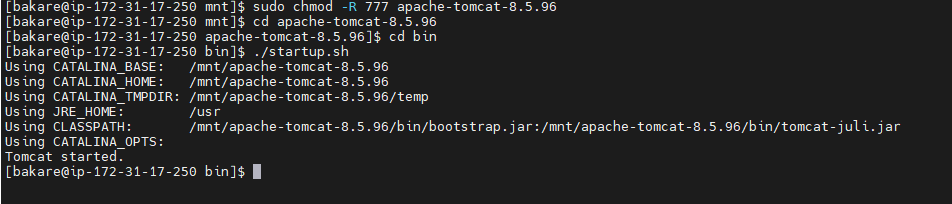 [bakare@ip-172-31-17-250 mnt]$ sudo chmod -R 777 apache-tomcat-8.5.96
[bakare@ip-172-31-17-250 mnt]$ cd apache-tomcat-8.5.96
[bakare@ip-172-31-17-250 apache-tomcat-8.5.96]$ cd bin
[bakare@ip-172-31-17-250 bin]$ ./startup.sh
Using CATALINA_BASE:   /mnt/apache-tomcat-8.5.96
Using CATALINA_HOME:   /mnt/apache-tomcat-8.5.96
Using CATALINA_TMPDIR: /mnt/apache-tomcat-8.5.96/temp
Using JRE_HOME:        /usr
Using CLASSPATH:       /mnt/apache-tomcat-8.5.96/bin/bootstrap.jar:/mnt/apache-tomcat-8.5.96/bin/tomcat-juli.jar
Using CATALINA_OPTS:
Tomcat started.
[bakare@ip-172-31-17-250 bin]$